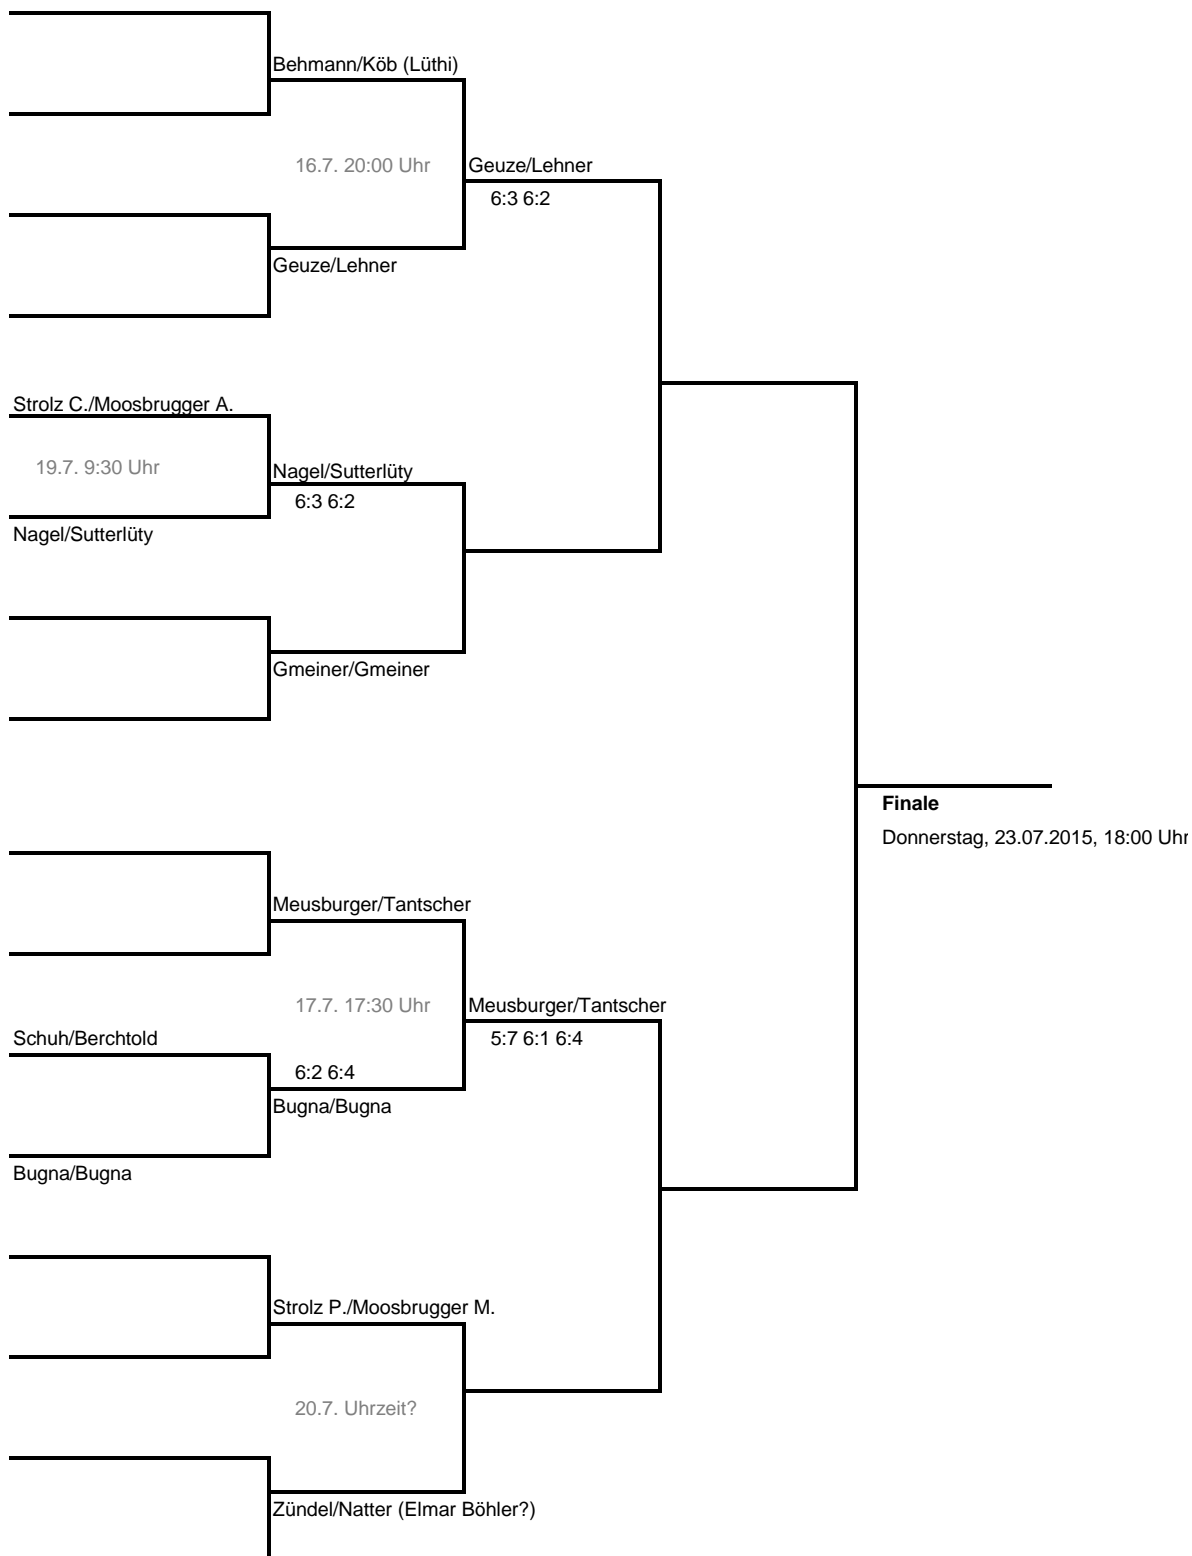 Behmann/Köb (Lüthi)
16.7. 20:00 Uhr
Geuze/Lehner
6:3 6:2
Geuze/Lehner
Strolz C./Moosbrugger A.
19.7. 9:30 Uhr
Nagel/Sutterlüty
6:3 6:2
Nagel/Sutterlüty
Gmeiner/Gmeiner
Finale
Donnerstag, 23.07.2015, 18:00 Uhr
Meusburger/Tantscher
17.7. 17:30 Uhr
Meusburger/Tantscher
5:7 6:1 6:4
Schuh/Berchtold
6:2 6:4
Bugna/Bugna
Bugna/Bugna
Strolz P./Moosbrugger M.
20.7. Uhrzeit?
Zündel/Natter (Elmar Böhler?)